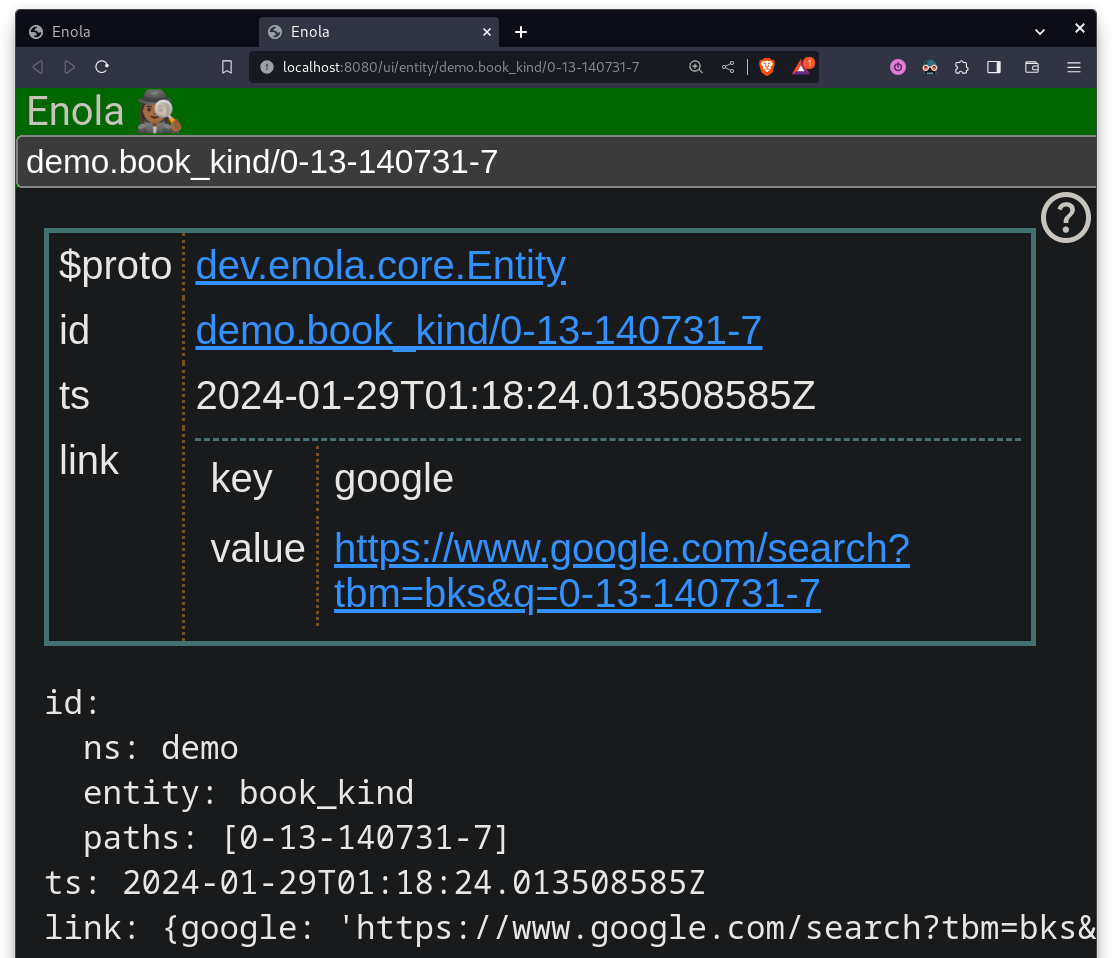 Enola
Enola
localhost:8080/ui/entity/demo.book_kind/0-13-140731-7
1
Enola
demo.book_kind/0-13-140731-7
?
$proto dev.enola.core.Entity
id demo.book_kind/0-13-140731-7
ts 2024-01-29T01:18:24.013508585Z
link
key google
value https://www.google.com/search?
tbm=bks&q=0-13-140731-7
id:
  ns: demo
  entity: book_kind
  paths: [0-13-140731-7]
ts: 2024-01-29T01:18:24.013508585Z
link: {google: 'https://www.google.com/search?tbm=bks&